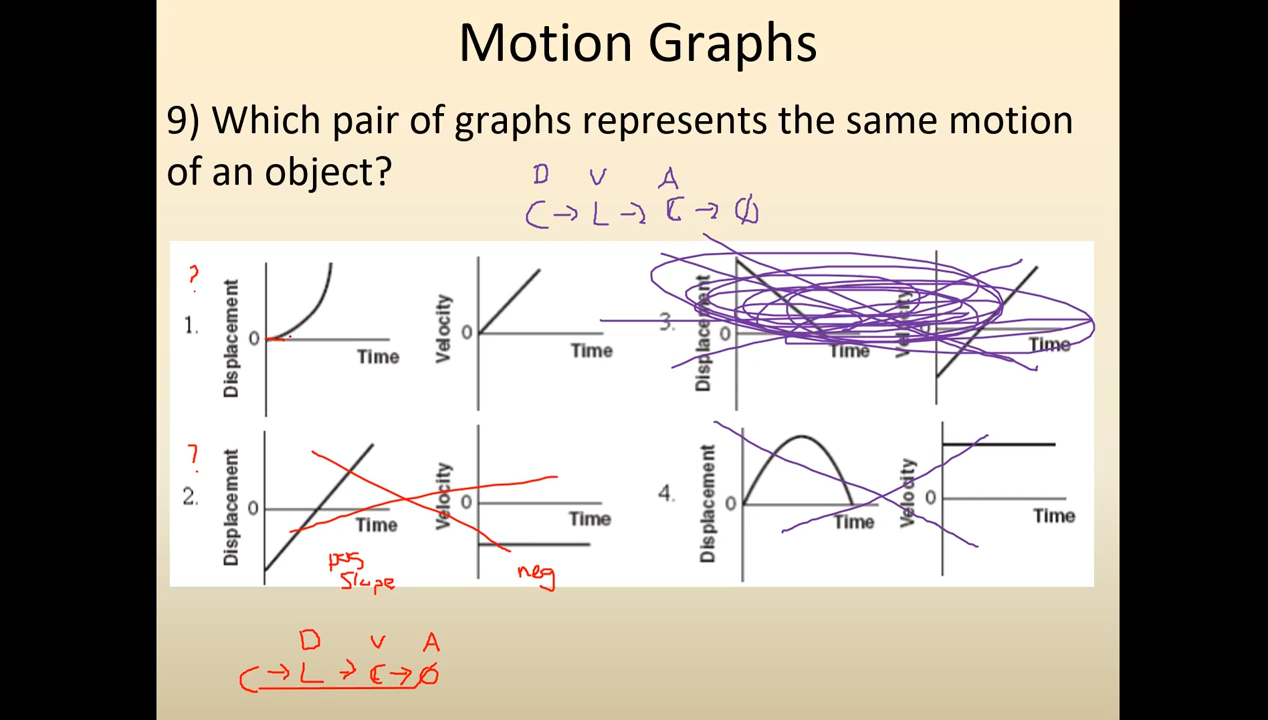 Motion Graphs
9) Which pair of graphs represents the same motion
of an object?
D V A
C → L → C → Ø
?
1.
Displacement
0
Time
Velocity
0
Time
3.
Displacement
0
Time
Velocity
0
Time
?
2.
Displacement
0
Time
Velocity
0
Time
pos
Slope
neg
4.
Displacement
0
Time
Velocity
0
Time
D V A
C → L → C → Ø